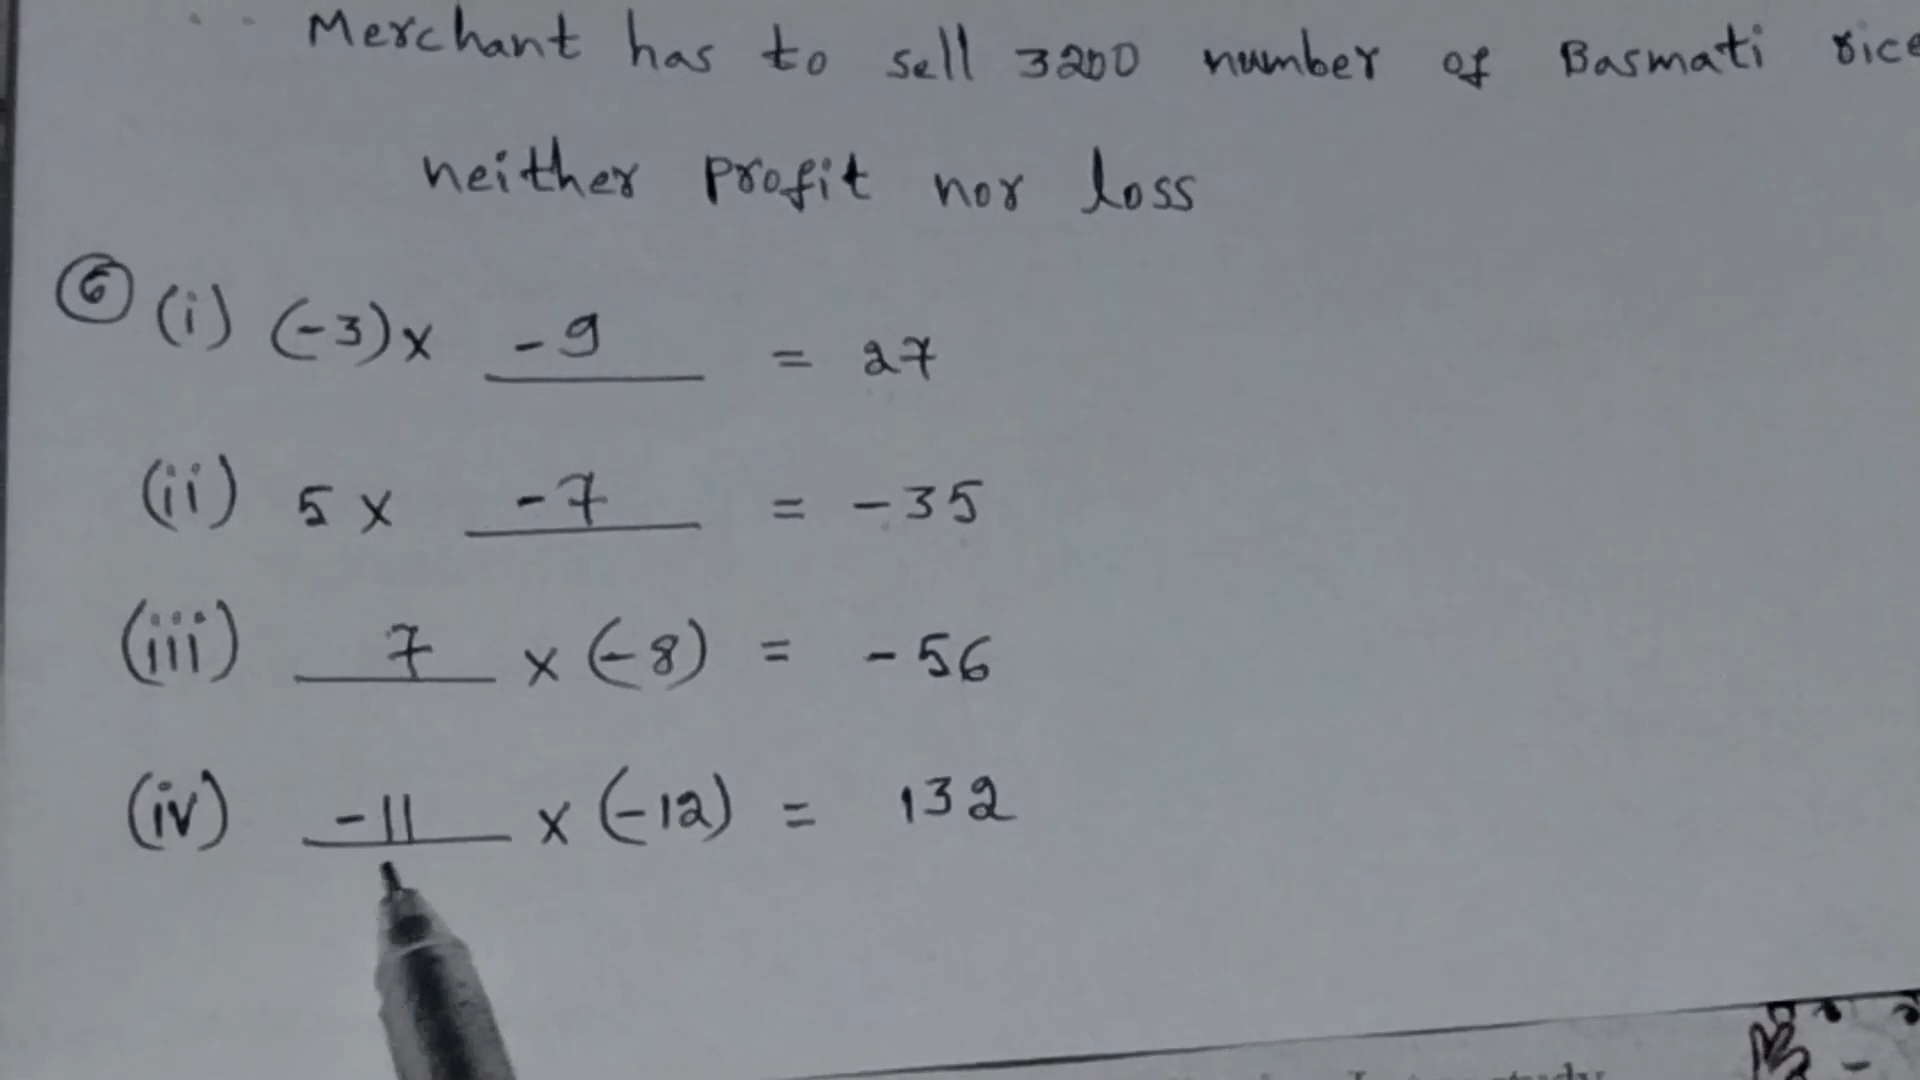 Merchant has to sell 3200 number of Basmati rice
neither profit nor loss
6 (i) (-3) x -9 = 27
(ii) 5 x -7 = -35
(iii) 7 x (-8) = -56
(iv) -11 x (-12) = 132